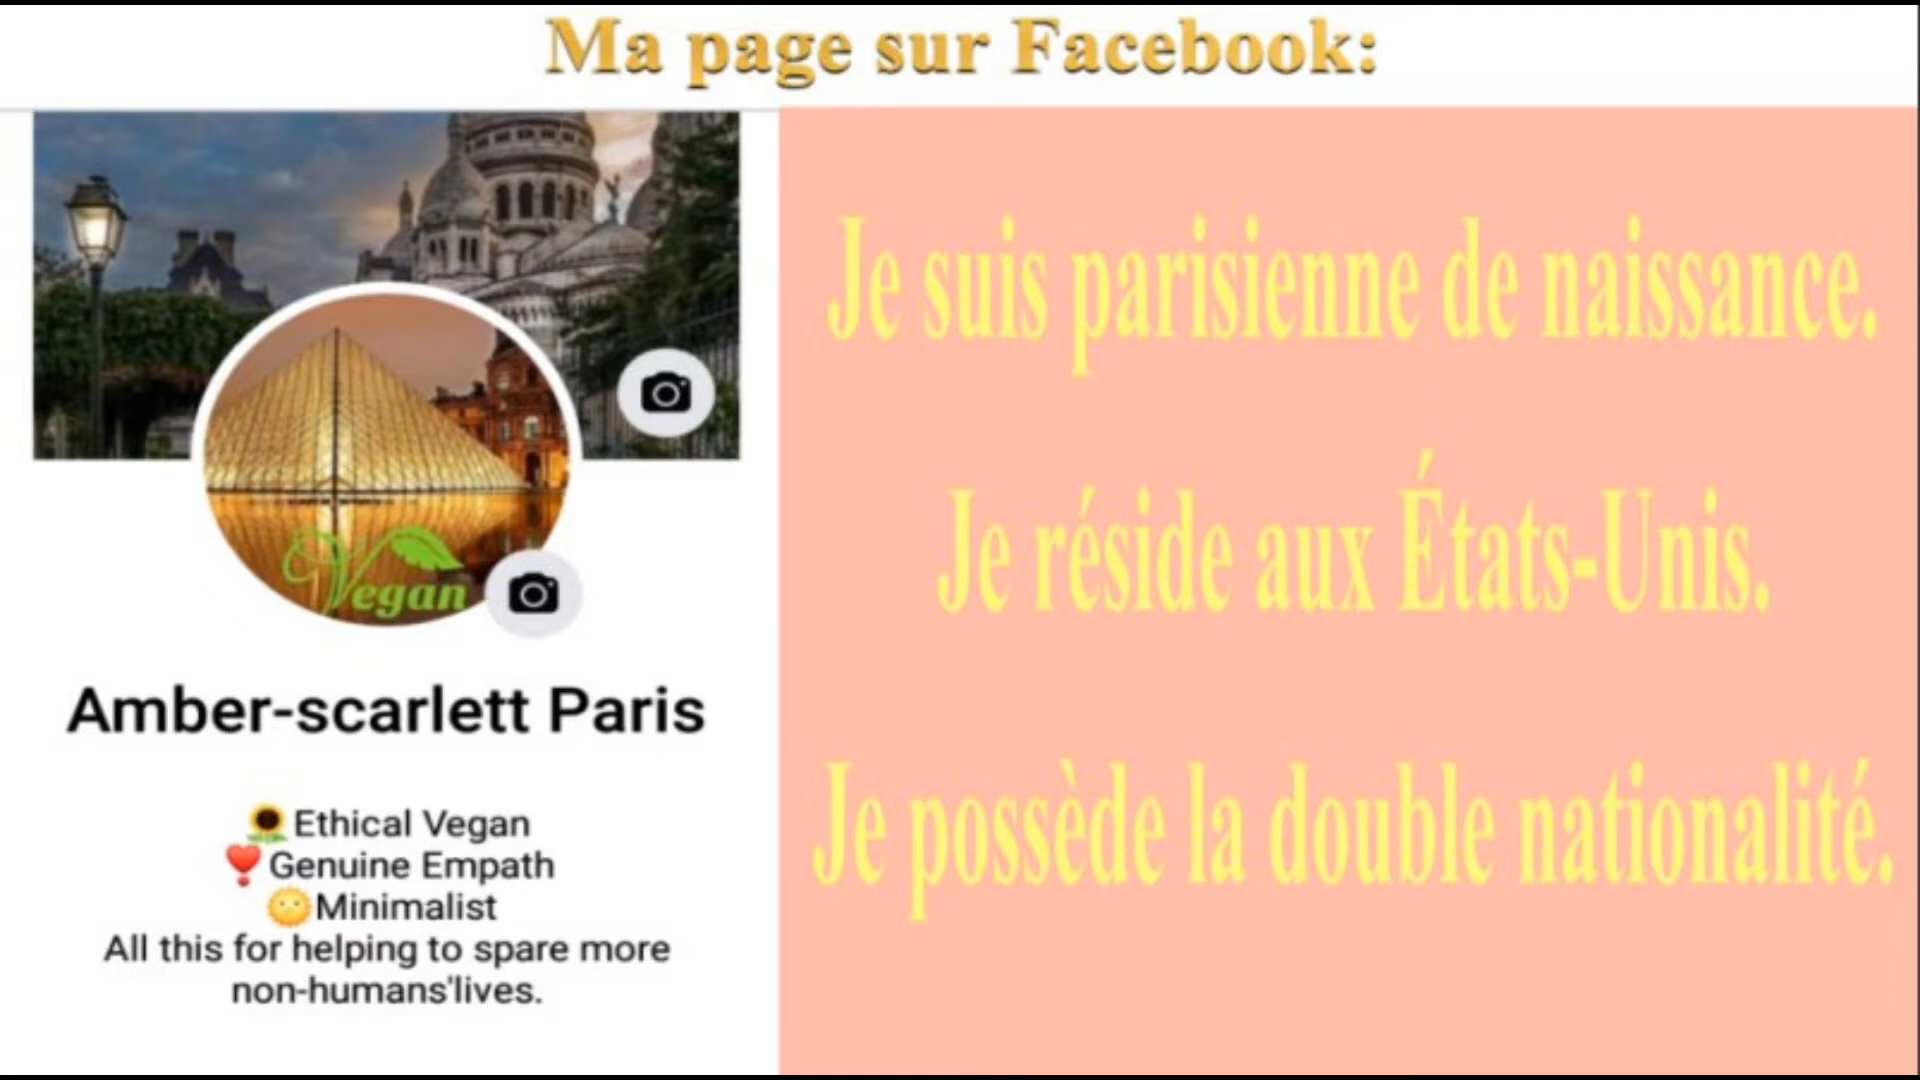 Ma page sur Facebook:
Vegan
Amber-scarlett Paris
🌻Ethical Vegan
❣️Genuine Empath
🌞Minimalist
All this for helping to spare more
non-humans'lives.
Je suis parisienne de naissance.
Je réside aux États-Unis.
Je possède la double nationalité.